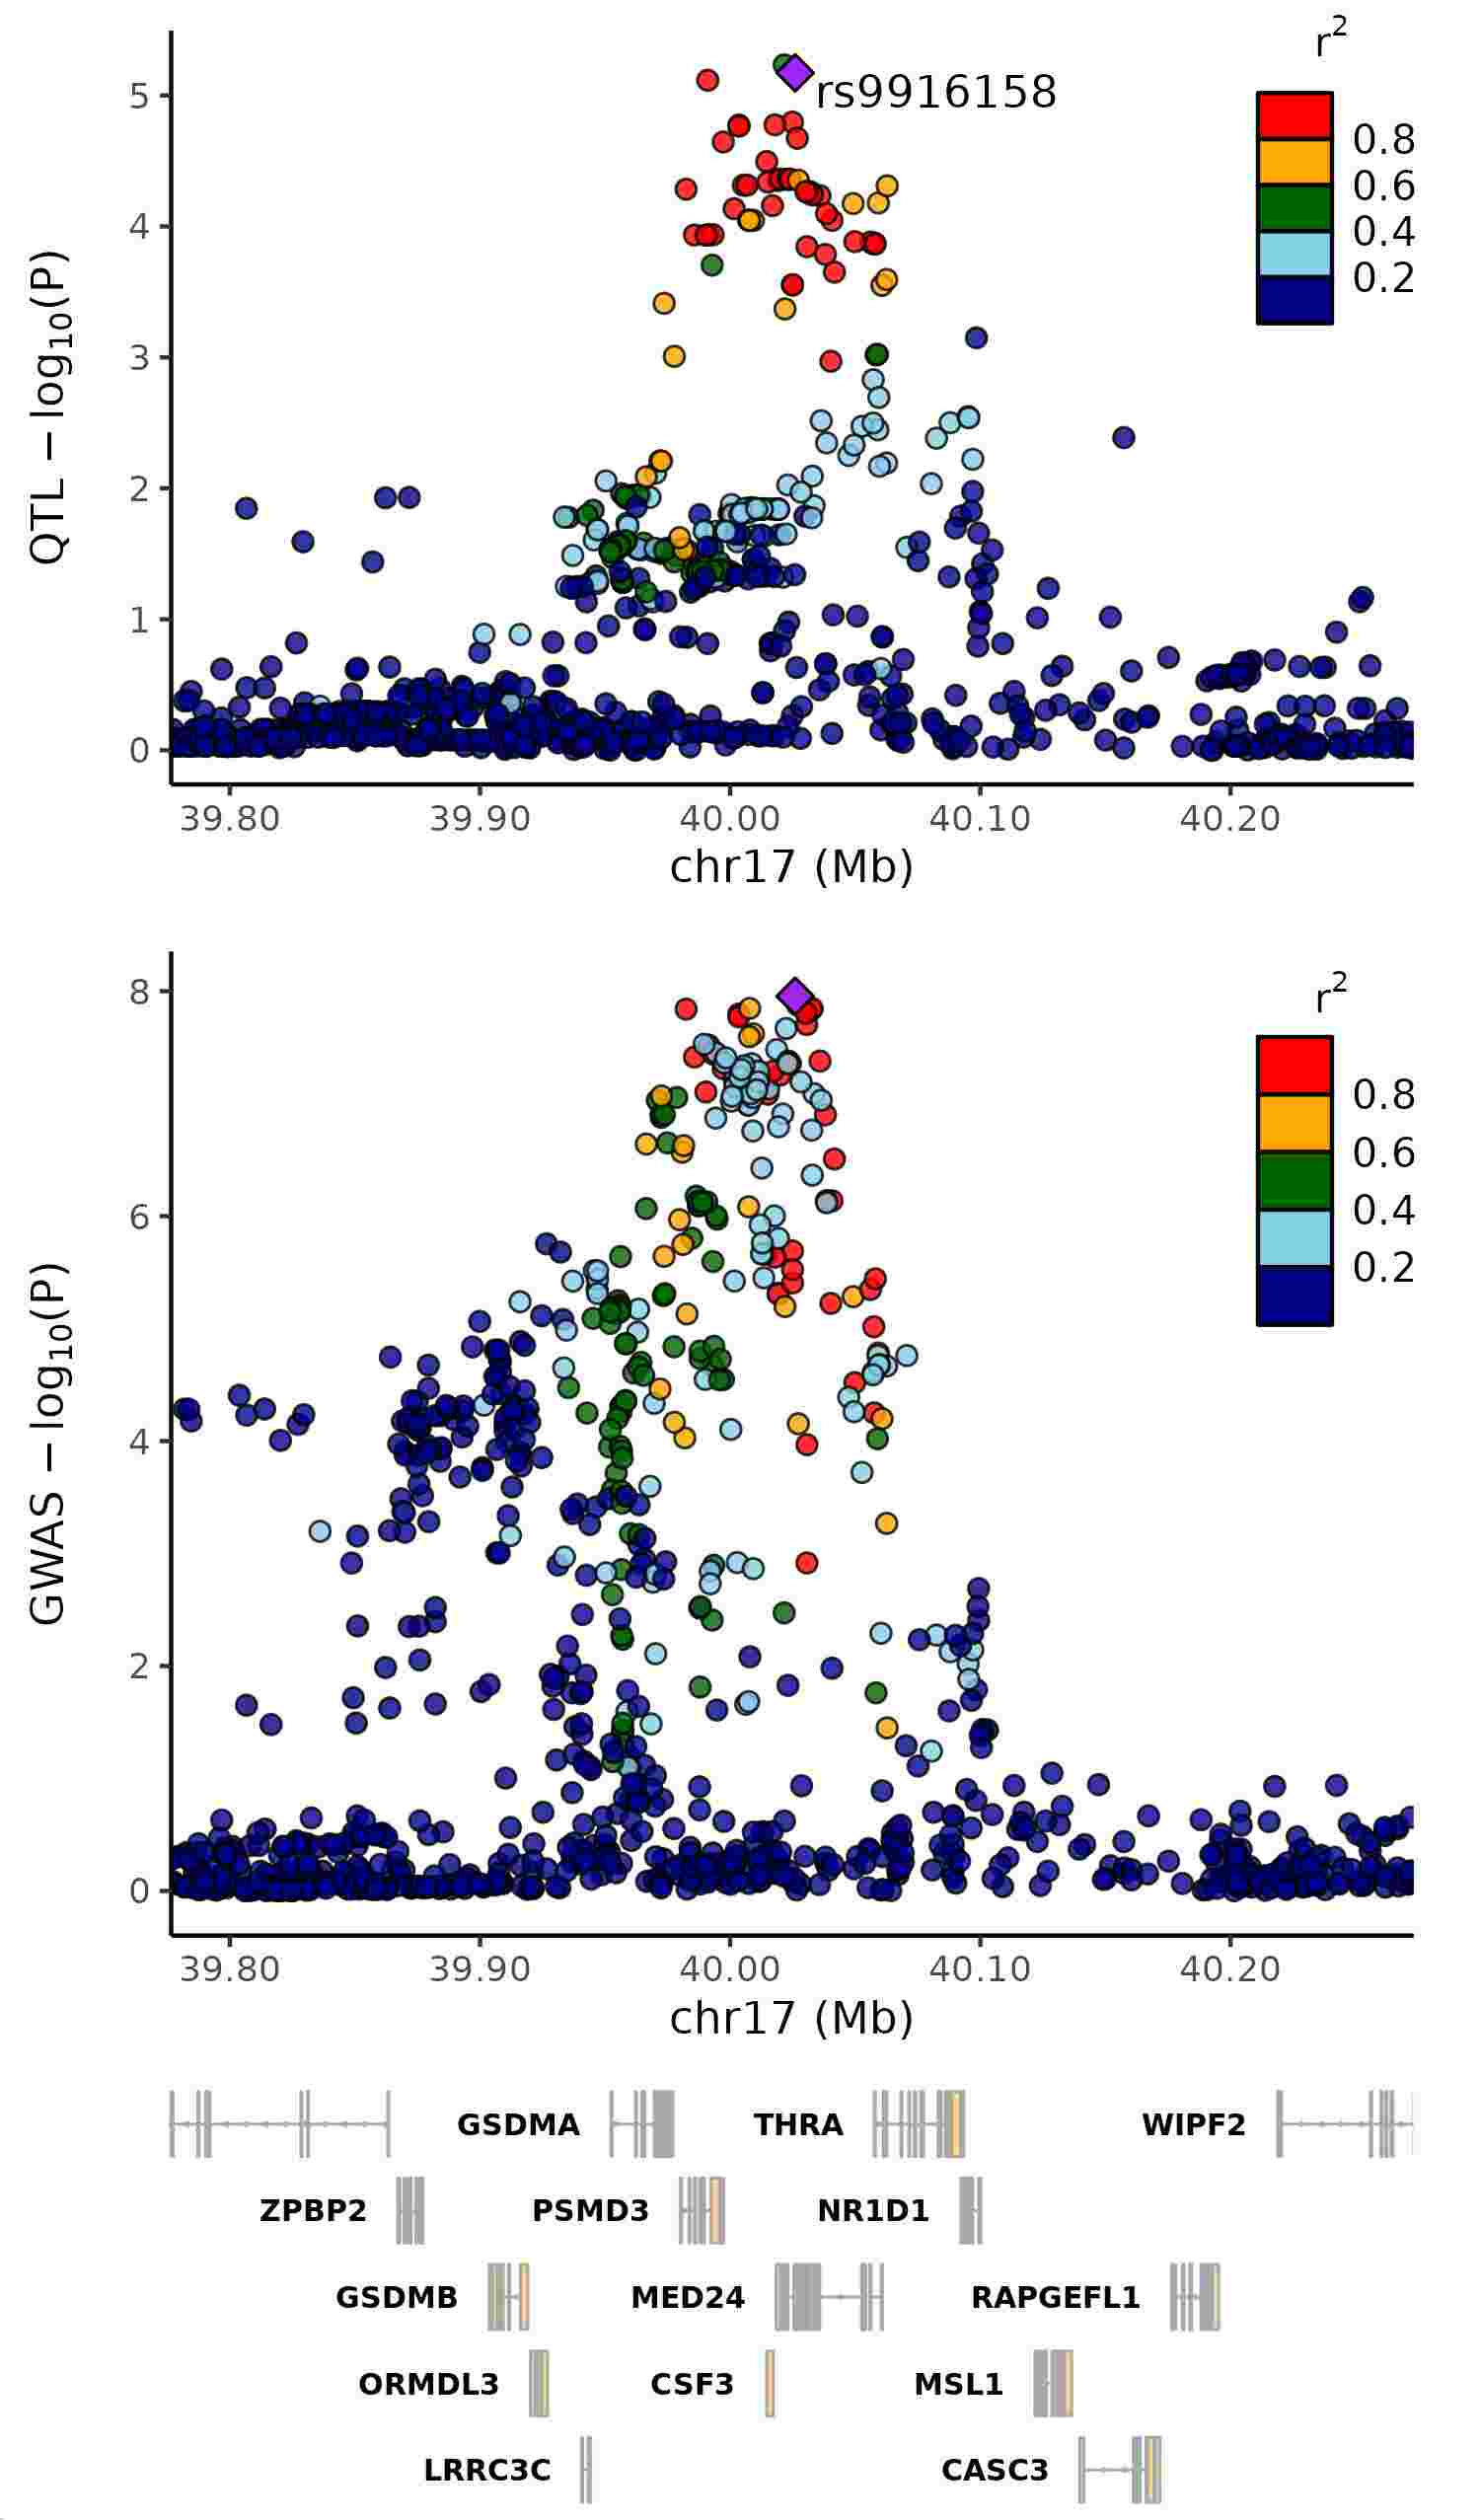 r²
rs9916158
0.8
0.6
0.4
0.2
5
4
3
2
1
0
QTL −log₁₀(P)
39.80 39.90 40.00 40.10 40.20
chr17 (Mb)
r²
0.8
0.6
0.4
0.2
8
6
4
2
0
GWAS −log₁₀(P)
39.80 39.90 40.00 40.10 40.20
chr17 (Mb)
GSDMA THRA WIPF2
ZPBP2 PSMD3 NR1D1
GSDMB MED24 RAPGEFL1
ORMDL3 CSF3 MSL1
LRRC3C CASC3